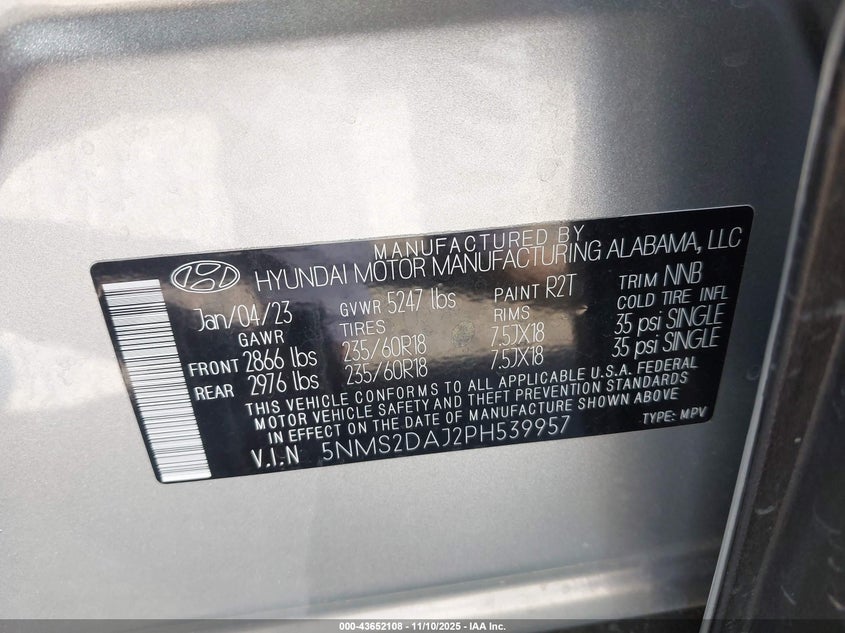 MANUFACTURED BY
HYUNDAI MOTOR MANUFACTURING ALABAMA, LLC
Jan/04/23 GVWR 5247 lbs PAINT R2T TRIM NNB
GAWR TIRES RIMS COLD TIRE INFL
FRONT 2866 lbs 235/60R18 7.5JX18 35 psi SINGLE
REAR 2976 lbs 235/60R18 7.5JX18 35 psi SINGLE
THIS VEHICLE CONFORMS TO ALL APPLICABLE U.S.A. FEDERAL
MOTOR VEHICLE SAFETY AND THEFT PREVENTION STANDARDS
IN EFFECT ON THE DATE OF MANUFACTURE SHOWN ABOVE
V.I.N 5NMS2DAJ2PH539957 TYPE: MPV
000-43652108 - 11/10/2025 - IAA Inc.